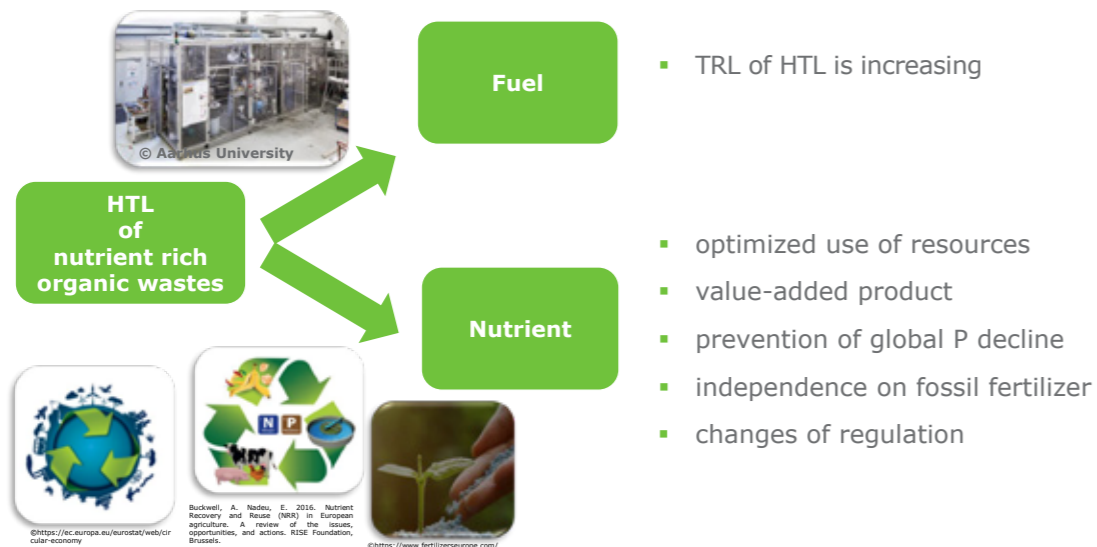 © Aarhus University
Fuel
▪ TRL of HTL is increasing
HTL
of
nutrient rich
organic wastes
Nutrient
▪ optimized use of resources
▪ value-added product
▪ prevention of global P decline
▪ independence on fossil fertilizer
▪ changes of regulation
N P
©https://ec.europa.eu/eurostat/web/cir
cular-economy
Buckwell, A. Nadeu, E. 2016. Nutrient
Recovery and Reuse (NRR) in European
agriculture. A review of the issues,
opportunities, and actions. RISE Foundation,
Brussels.
©https://www.fertilizerseurope.com/